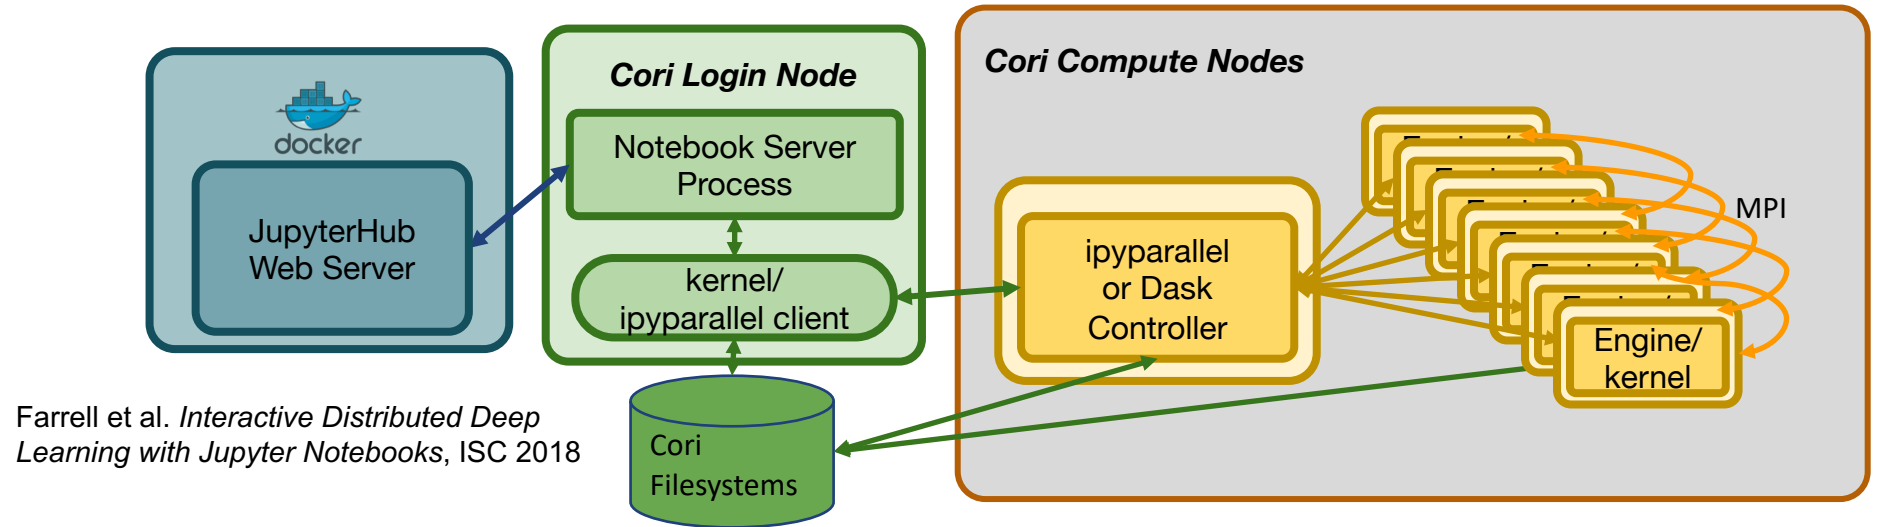 docker
JupyterHub
Web Server
Cori Login Node
Notebook Server
Process
kernel/
ipyparallel client
Cori
Filesystems
Cori Compute Nodes
ipyparallel
or Dask
Controller
Engine/
kernel
MPI
Farrell et al. Interactive Distributed Deep
Learning with Jupyter Notebooks, ISC 2018